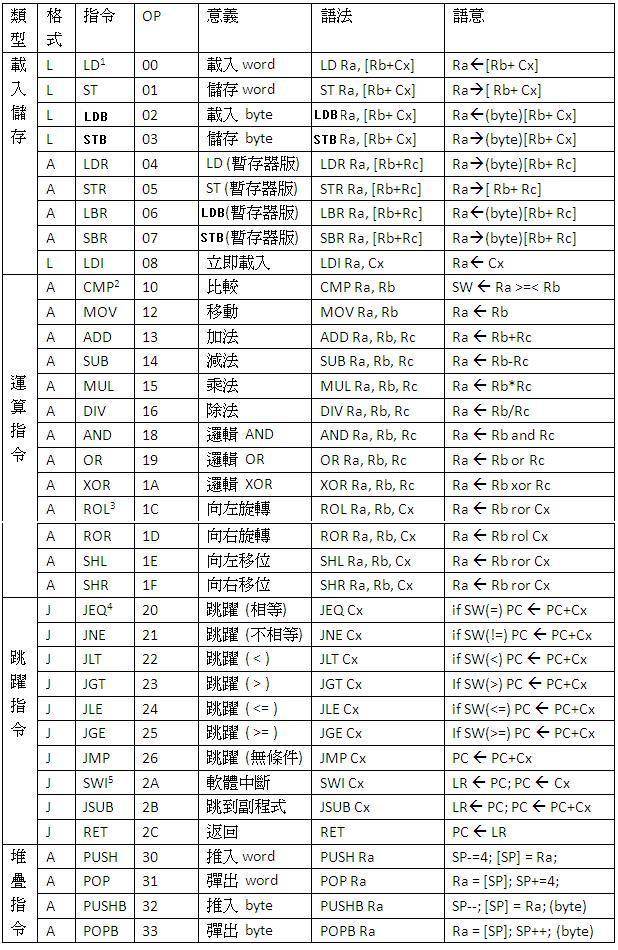 類型 格式 指令 OP 意義 語法 語意
載入儲存
L LD1 00 載入 word LD Ra, [Rb+Cx] Ra←[Rb+ Cx]
L ST 01 儲存 word ST Ra, [Rb+ Cx] Ra→[ Rb+ Cx]
L LDB 02 載入 byte LDB Ra, [Rb+ Cx] Ra←(byte)[Rb+ Cx]
L STB 03 儲存 byte STB Ra, [Rb+ Cx] Ra→(byte)[Rb+ Cx]
A LDR 04 LD (暫存器版) LDR Ra, [Rb+Rc] Ra←[Rb+ Rc]
A STR 05 ST (暫存器版) STR Ra, [Rb+Rc] Ra→[ Rb+ Rc]
A LBR 06 LDB(暫存器版) LBR Ra, [Rb+Rc] Ra←(byte)[Rb+ Rc]
A SBR 07 STB(暫存器版) SBR Ra, [Rb+Rc] Ra→(byte)[Rb+ Rc]
L LDI 08 立即載入 LDI Ra, Cx Ra← Cx
運算指令
A CMP2 10 比較 CMP Ra, Rb SW ← Ra >=< Rb
A MOV 12 移動 MOV Ra, Rb Ra ← Rb
A ADD 13 加法 ADD Ra, Rb, Rc Ra ← Rb+Rc
A SUB 14 減法 SUB Ra, Rb, Rc Ra ← Rb-Rc
A MUL 15 乘法 MUL Ra, Rb, Rc Ra ← Rb*Rc
A DIV 16 除法 DIV Ra, Rb, Rc Ra ← Rb/Rc
A AND 18 邏輯 AND AND Ra, Rb, Rc Ra ← Rb and Rc
A OR 19 邏輯 OR OR Ra, Rb, Rc Ra ← Rb or Rc
A XOR 1A 邏輯 XOR XOR Ra, Rb, Rc Ra ← Rb xor Rc
A ROL3 1C 向左旋轉 ROL Ra, Rb, Cx Ra ← Rb ror Cx
A ROR 1D 向右旋轉 ROR Ra, Rb, Cx Ra ← Rb rol Cx
A SHL 1E 向左移位 SHL Ra, Rb, Cx Ra ← Rb ror Cx
A SHR 1F 向右移位 SHR Ra, Rb, Cx Ra ← Rb ror Cx
跳躍指令
J JEQ4 20 跳躍 (相等) JEQ Cx if SW(=) PC ← PC+Cx
J JNE 21 跳躍 (不相等) JNE Cx if SW(!=) PC ← PC+Cx
J JLT 22 跳躍 ( < ) JLT Cx if SW(<) PC ← PC+Cx
J JGT 23 跳躍 ( > ) JGT Cx If SW(>) PC ← PC+Cx
J JLE 24 跳躍 ( <= ) JLE Cx if SW(<=) PC ← PC+Cx
J JGE 25 跳躍 ( >= ) JGE Cx If SW(>=) PC ← PC+Cx
J JMP 26 跳躍 (無條件) JMP Cx PC ← PC+Cx
J SWI5 2A 軟體中斷 SWI Cx LR ← PC; PC ← Cx
J JSUB 2B 跳到副程式 JSUB Cx LR← PC; PC ← PC+Cx
J RET 2C 返回 RET PC ← LR
堆疊指令
A PUSH 30 推入 word PUSH Ra SP-=4; [SP] = Ra;
A POP 31 彈出 word POP Ra Ra = [SP]; SP+=4;
A PUSHB 32 推入 byte PUSHB Ra SP--; [SP] = Ra; (byte)
A POPB 33 彈出 byte POPB Ra Ra = [SP]; SP++; (byte)